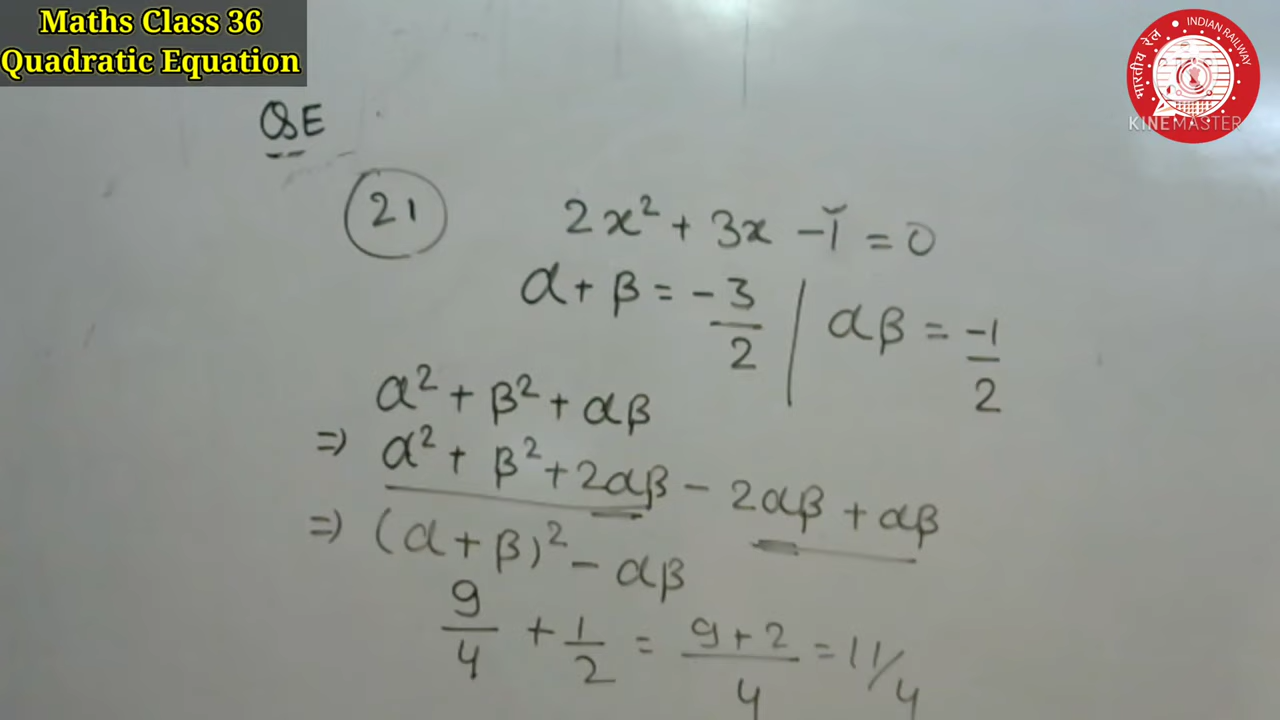 Maths Class 36
Quadratic Equation
भारतीय रेल INDIAN RAILWAY
KINEMASTER
QE
21
2x² + 3x - 1 = 0
α + β = -3/2 | αβ = -1/2
α² + β² + αβ
⇒ α² + β² + 2αβ - 2αβ + αβ
⇒ (α + β)² - αβ
9/4 + 1/2 = 9+2/4 = 11/4